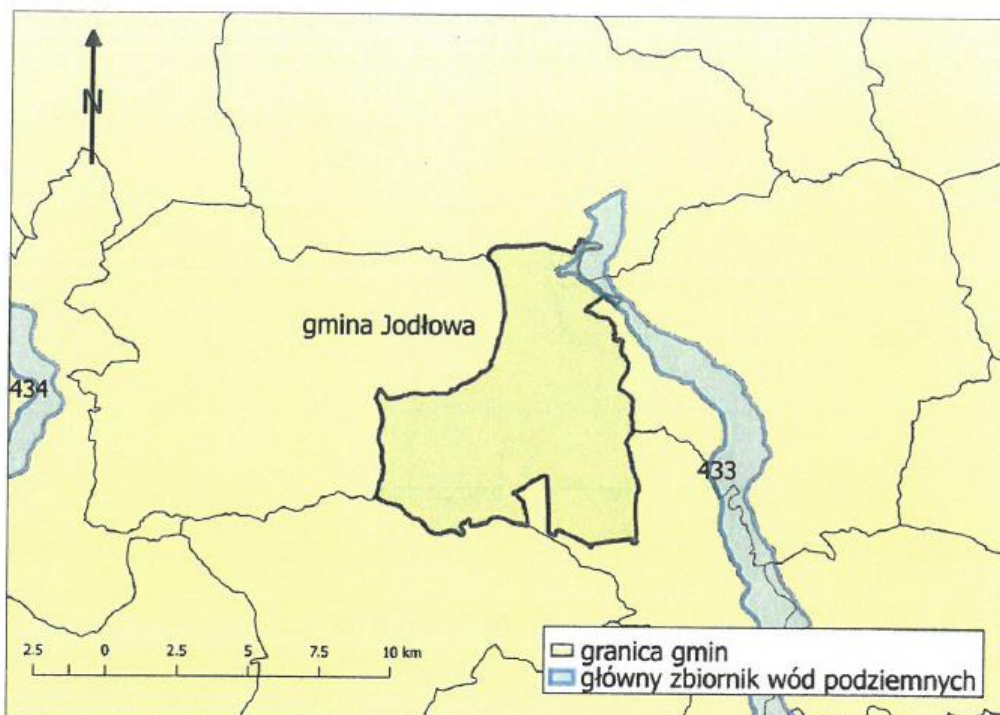 N
gmina Jodłowa
434
433
2.5 0 2.5 5 7.5 10 km
granica gmin
główny zbiornik wód podziemnych